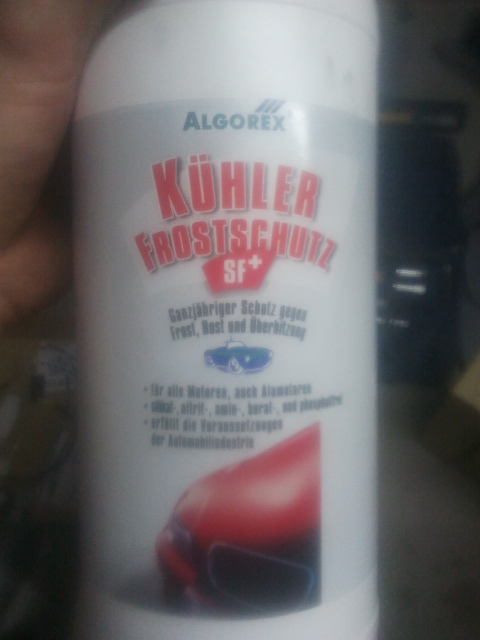 ALGOREX
KÜHLER
FROSTSCHUTZ
SF+
Ganzjähriger Schutz gegen
Frost, Rost und Überhitzung
• für alle Motoren, auch Alumotoren
• silikat-, nitrit-, amin-, borat-, und phosphatfrei
• erfüllt die Voraussetzungen
der Automobilindustrie